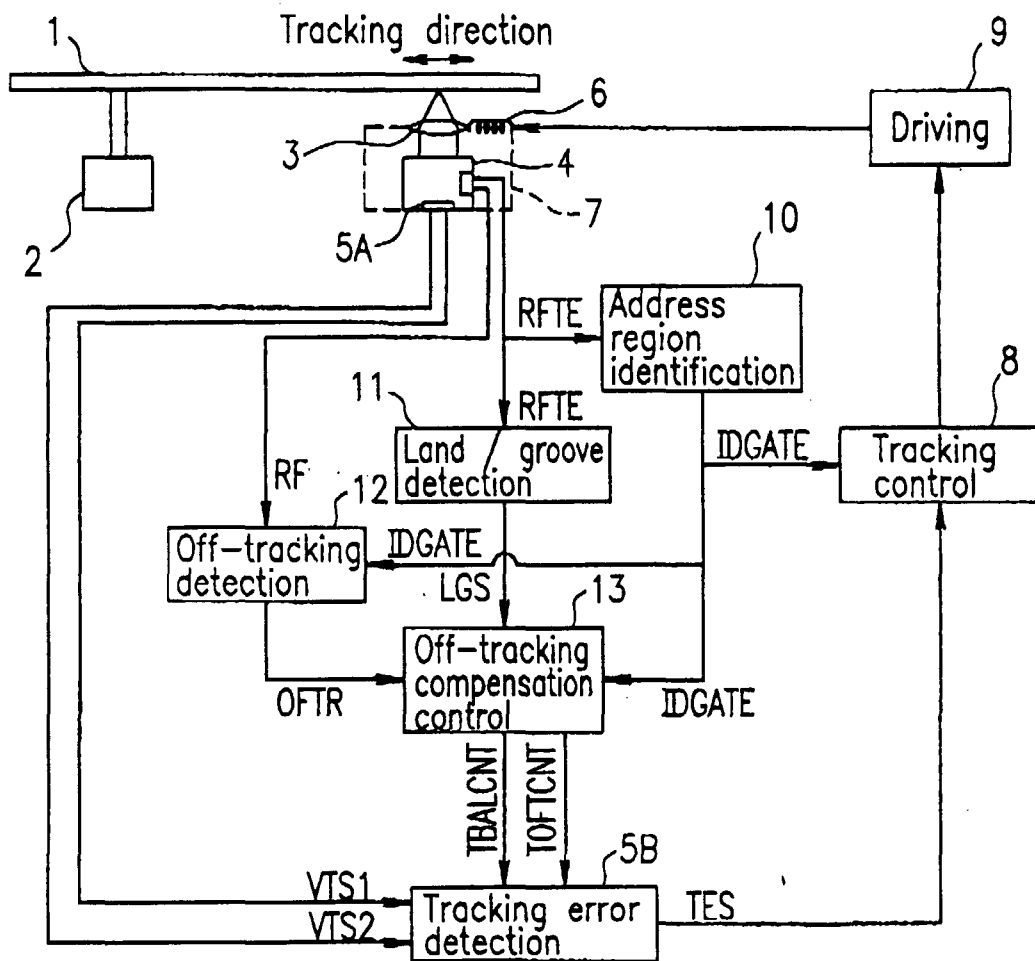 Tracking direction
1
9
6
Driving
3
4
7
2
5A
10
RFTE
Address
region
identification
8
11
RFTE
Land groove
detection
IDGATE
Tracking
control
RF
12
Off-tracking
detection
IDGATE
LGS
13
Off-tracking
compensation
control
OFTR
IDGATE
TBALCNT
TOFTCNT
5B
VTS1
Tracking error
detection
TES
VTS2